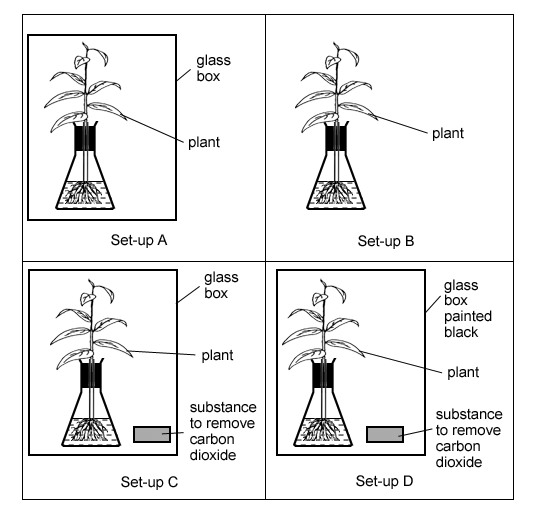 glass
box
plant
Set-up A
plant
Set-up B
glass
box
plant
substance
to remove
carbon
dioxide
Set-up C
glass
box
painted
black
plant
substance
to remove
carbon
dioxide
Set-up D